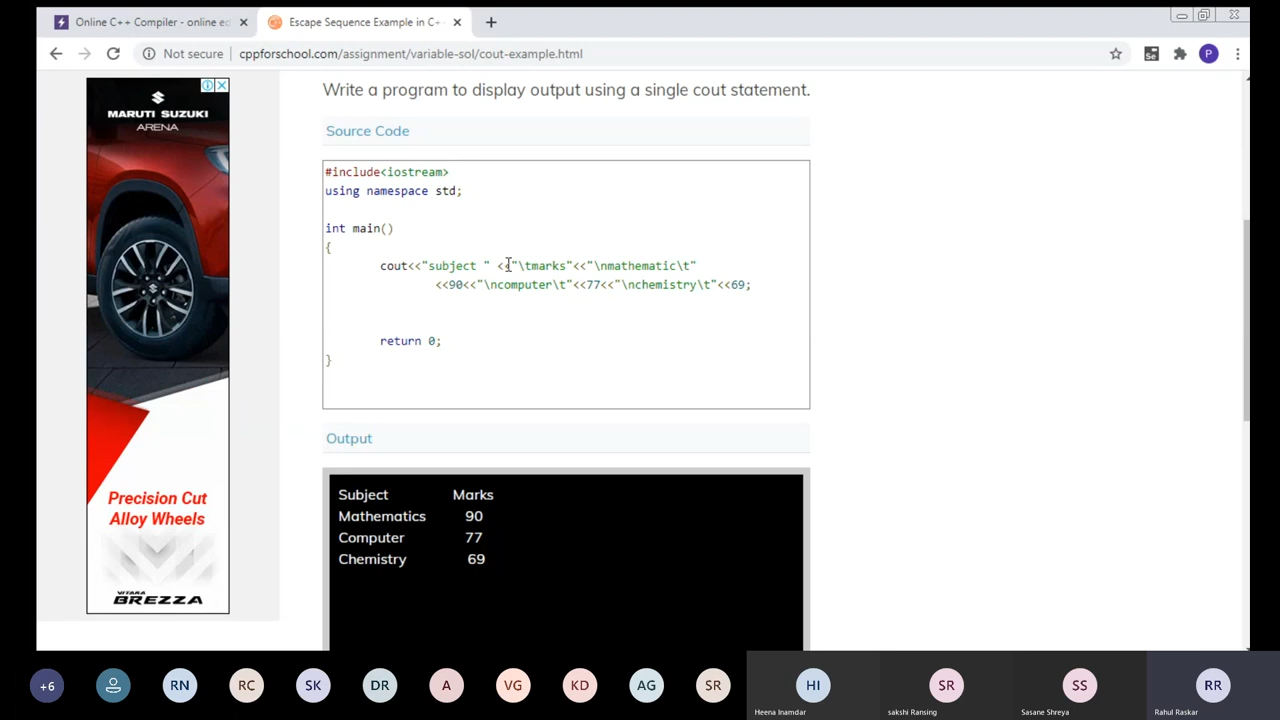 Online C++ Compiler - online ed
Escape Sequence Example in C+
Not secure
cppforschool.com/assignment/variable-sol/cout-example.html
Se
P
MARUTI SUZUKI
ARENA
Precision Cut
Alloy Wheels
VITARA
BREZZA
Write a program to display output using a single cout statement.
Source Code
#include<iostream>
using namespace std;
int main()
{
cout<<"subject " <<"\tmarks"<<"\nmathematic\t"
<<90<<"\ncomputer\t"<<77<<"\nchemistry\t"<<69;
return 0;
}
Output
Subject Marks
Mathematics 90
Computer 77
Chemistry 69
+6
RN
RC
SK
DR
A
VG
KD
AG
SR
HI
Heena Inamdar
SR
sakshi Ransing
SS
Sasane Shreya
RR
Rahul Raskar